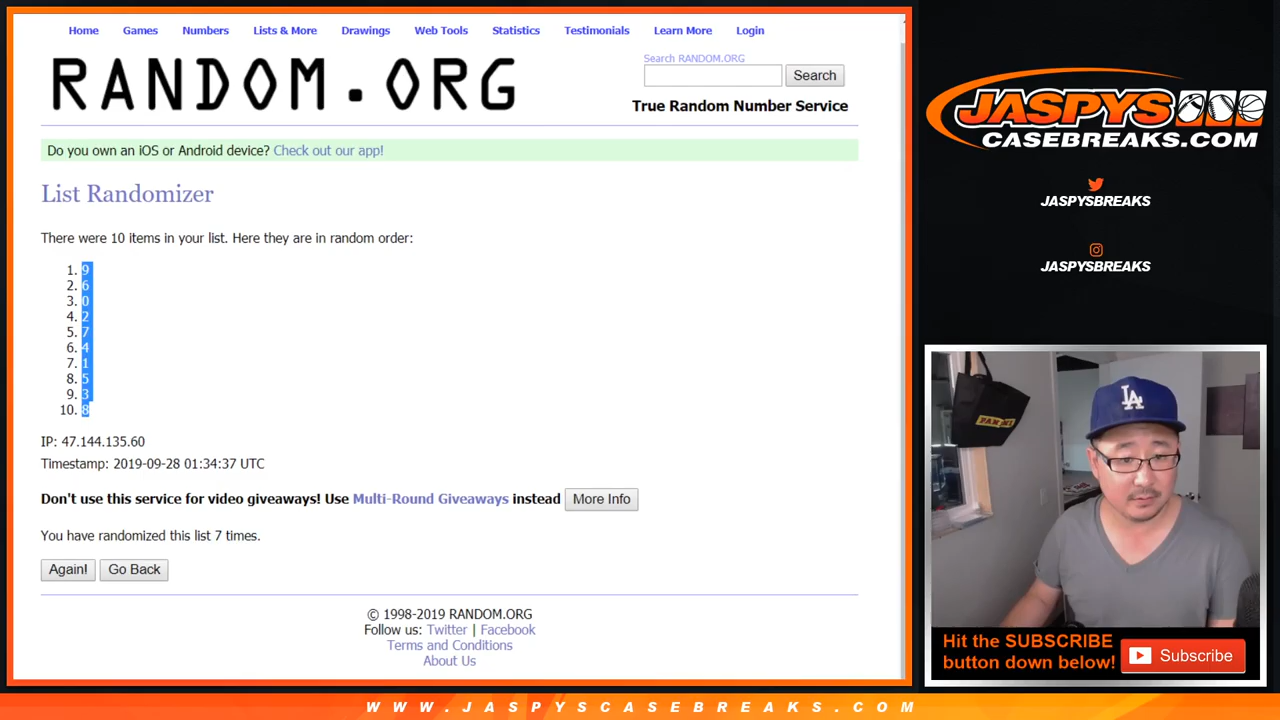 Home Games Numbers Lists & More Drawings Web Tools Statistics Testimonials Learn More Login
RANDOM.ORG
Search RANDOM.ORG
Search
True Random Number Service
Do you own an iOS or Android device? Check out our app!
List Randomizer
There were 10 items in your list. Here they are in random order:
1. 9
2. 6
3. 0
4. 2
5. 7
6. 4
7. 1
8. 5
9. 3
10. 8
IP: 47.144.135.60
Timestamp: 2019-09-28 01:34:37 UTC
Don't use this service for video giveaways! Use Multi-Round Giveaways instead More Info
You have randomized this list 7 times.
Again! Go Back
© 1998-2019 RANDOM.ORG
Follow us: Twitter | Facebook
Terms and Conditions
About Us
JASPYS
CASEBREAKS.COM
JASPYSBREAKS
JASPYSBREAKS
PANINI
LA
Hit the SUBSCRIBE
button down below!
Subscribe
WWW.JASPYSCASEBREAKS.COM